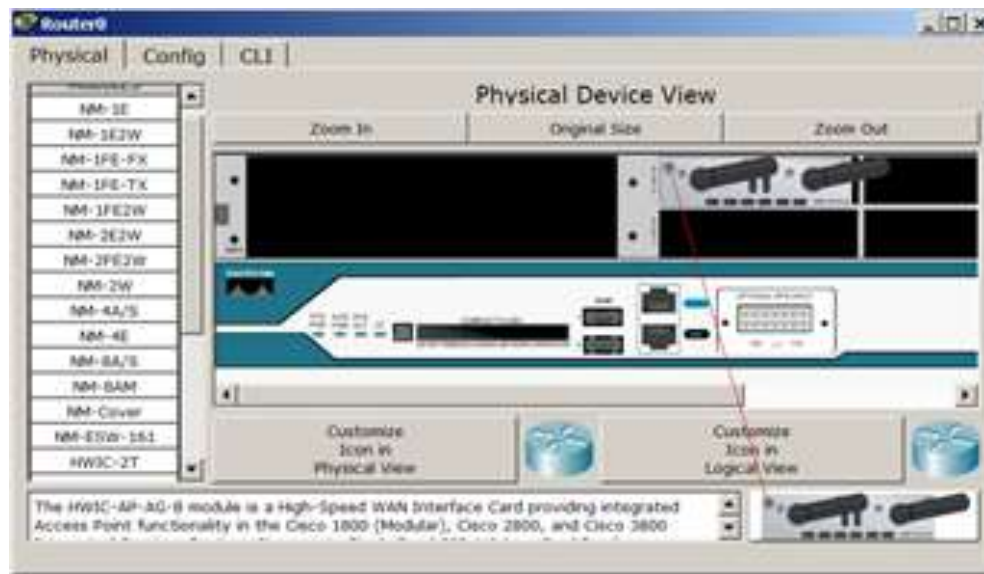 Router0
Physical Config CLI
Physical Device View
Zoom In Original Size Zoom Out
NM-1E
NM-1E2W
NM-1FE-FX
NM-1FE-TX
NM-1FE2W
NM-2E2W
NM-2FE2W
NM-2W
NM-4A/S
NM-4E
NM-8A/S
NM-8AM
NM-Cover
NM-ESW-161
HWIC-2T
Customize
Icon in
Physical View
Customize
Icon in
Logical View
The HWIC-AP-AG-B module is a High-Speed WAN Interface Card providing integrated
Access Point functionality in the Cisco 1800 (Modular), Cisco 2800, and Cisco 3800